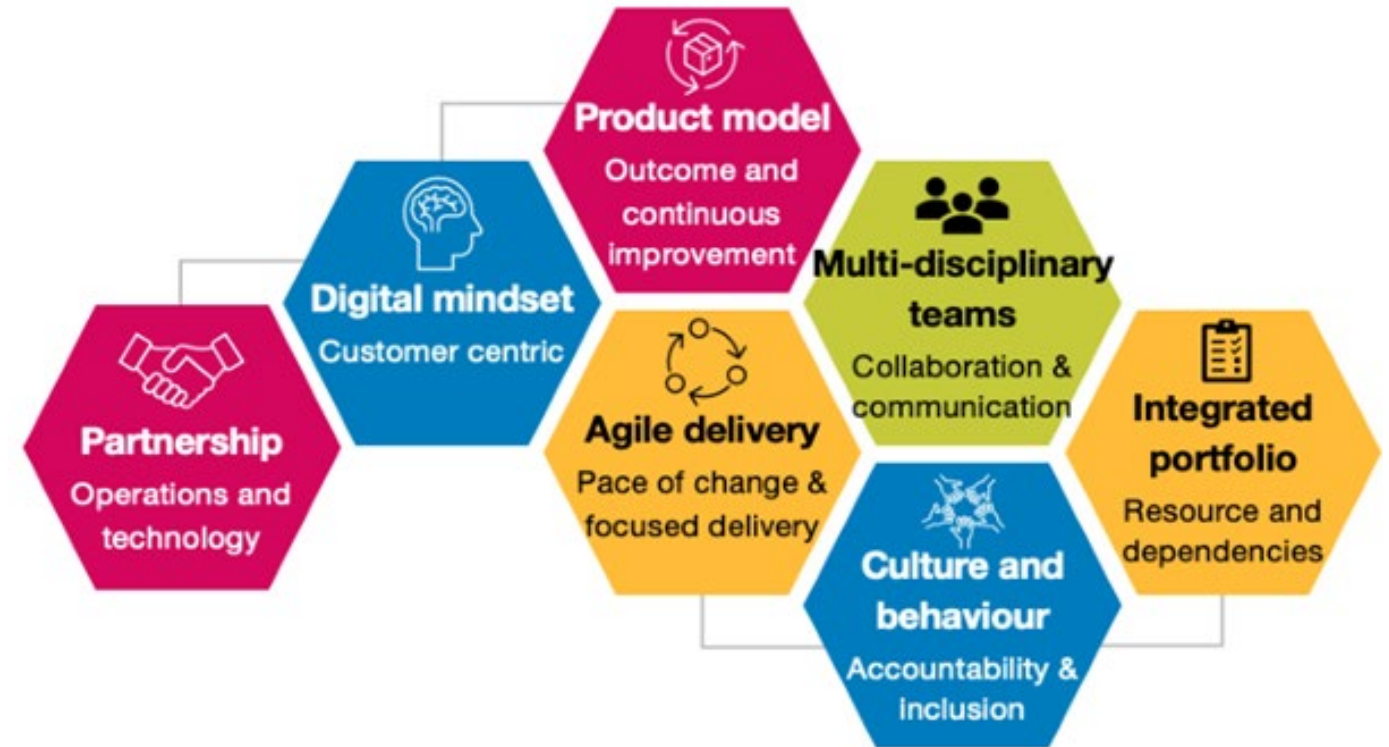 Product model
Outcome and
continuous
improvement
Digital mindset
Customer centric
Multi-disciplinary
teams
Collaboration &
communication
Partnership
Operations and
technology
Agile delivery
Pace of change &
focused delivery
Integrated
portfolio
Resource and
dependencies
Culture and
behaviour
Accountability &
inclusion